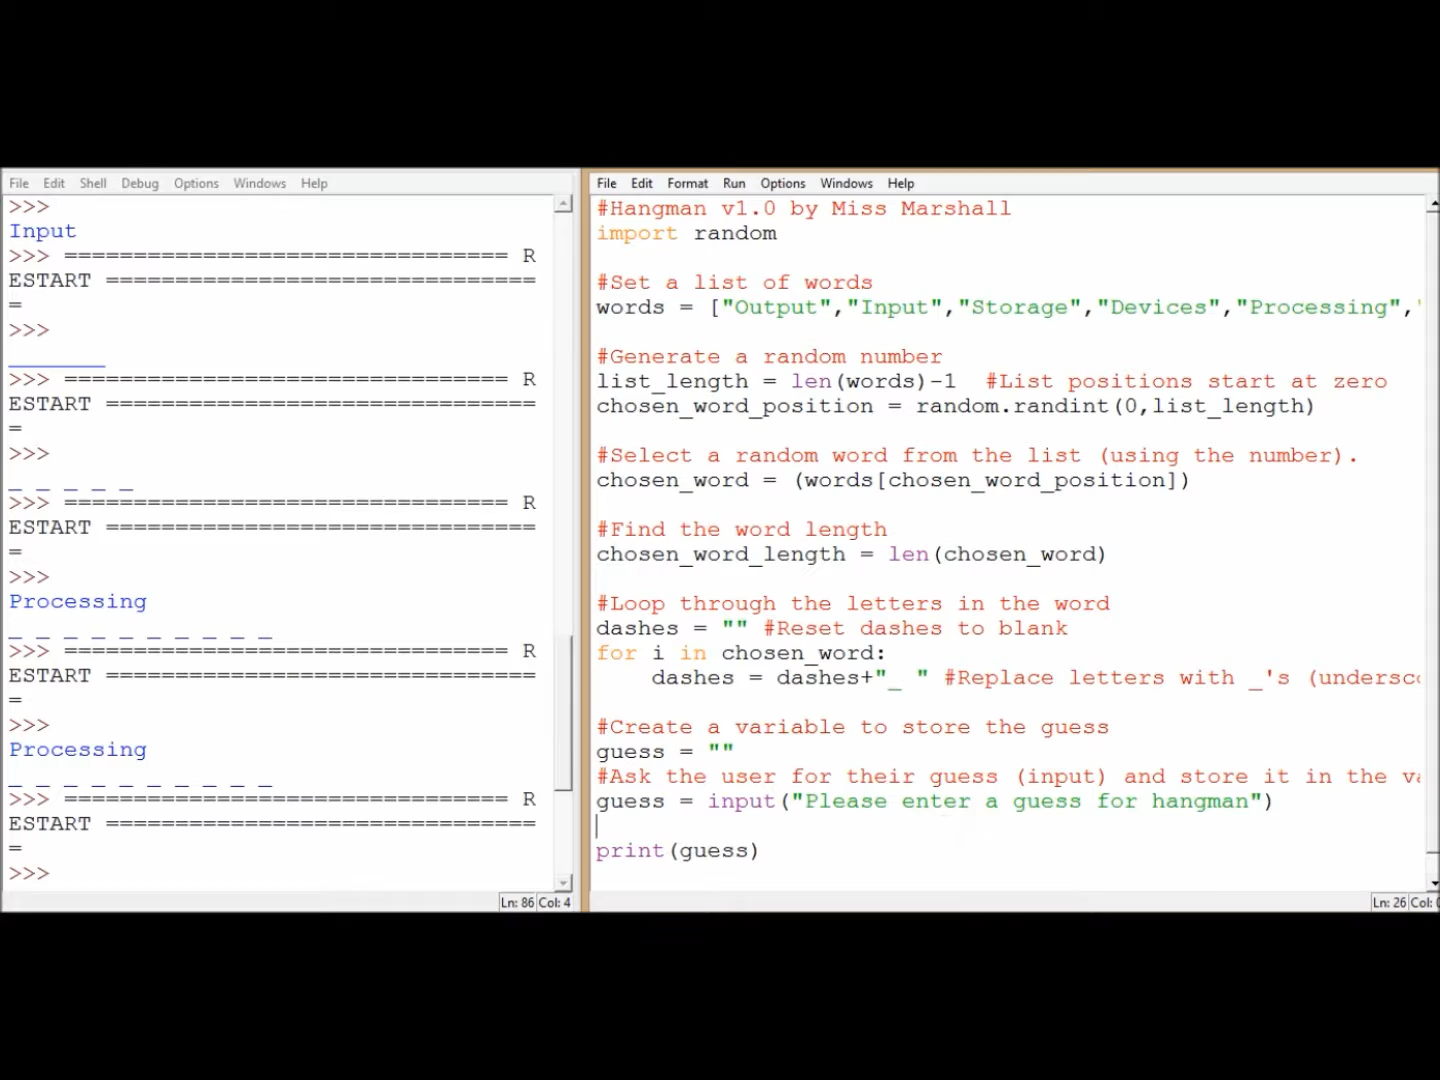 File Edit Shell Debug Options Windows Help
>>>
Input
>>> ================================ R
ESTART ===============================
=
>>>
______
>>> ================================ R
ESTART ===============================
=
>>>
_ _ _ _ _
>>> ================================ R
ESTART ===============================
=
>>>
Processing
_ _ _ _ _ _ _ _ _ _
>>> ================================ R
ESTART ===============================
=
>>>
Processing
_ _ _ _ _ _ _ _ _ _
>>> ================================ R
ESTART ===============================
=
>>>
Ln: 86 Col: 4
File Edit Format Run Options Windows Help
#Hangman v1.0 by Miss Marshall
import random
#Set a list of words
words = ["Output","Input","Storage","Devices","Processing",
#Generate a random number
list_length = len(words)-1  #List positions start at zero
chosen_word_position = random.randint(0,list_length)
#Select a random word from the list (using the number).
chosen_word = (words[chosen_word_position])
#Find the word length
chosen_word_length = len(chosen_word)
#Loop through the letters in the word
dashes = "" #Reset dashes to blank
for i in chosen_word:
    dashes = dashes+"_ " #Replace letters with _'s (undersc
#Create a variable to store the guess
guess = ""
#Ask the user for their guess (input) and store it in the
guess = input("Please enter a guess for hangman")
print(guess)
Ln: 26 Col: